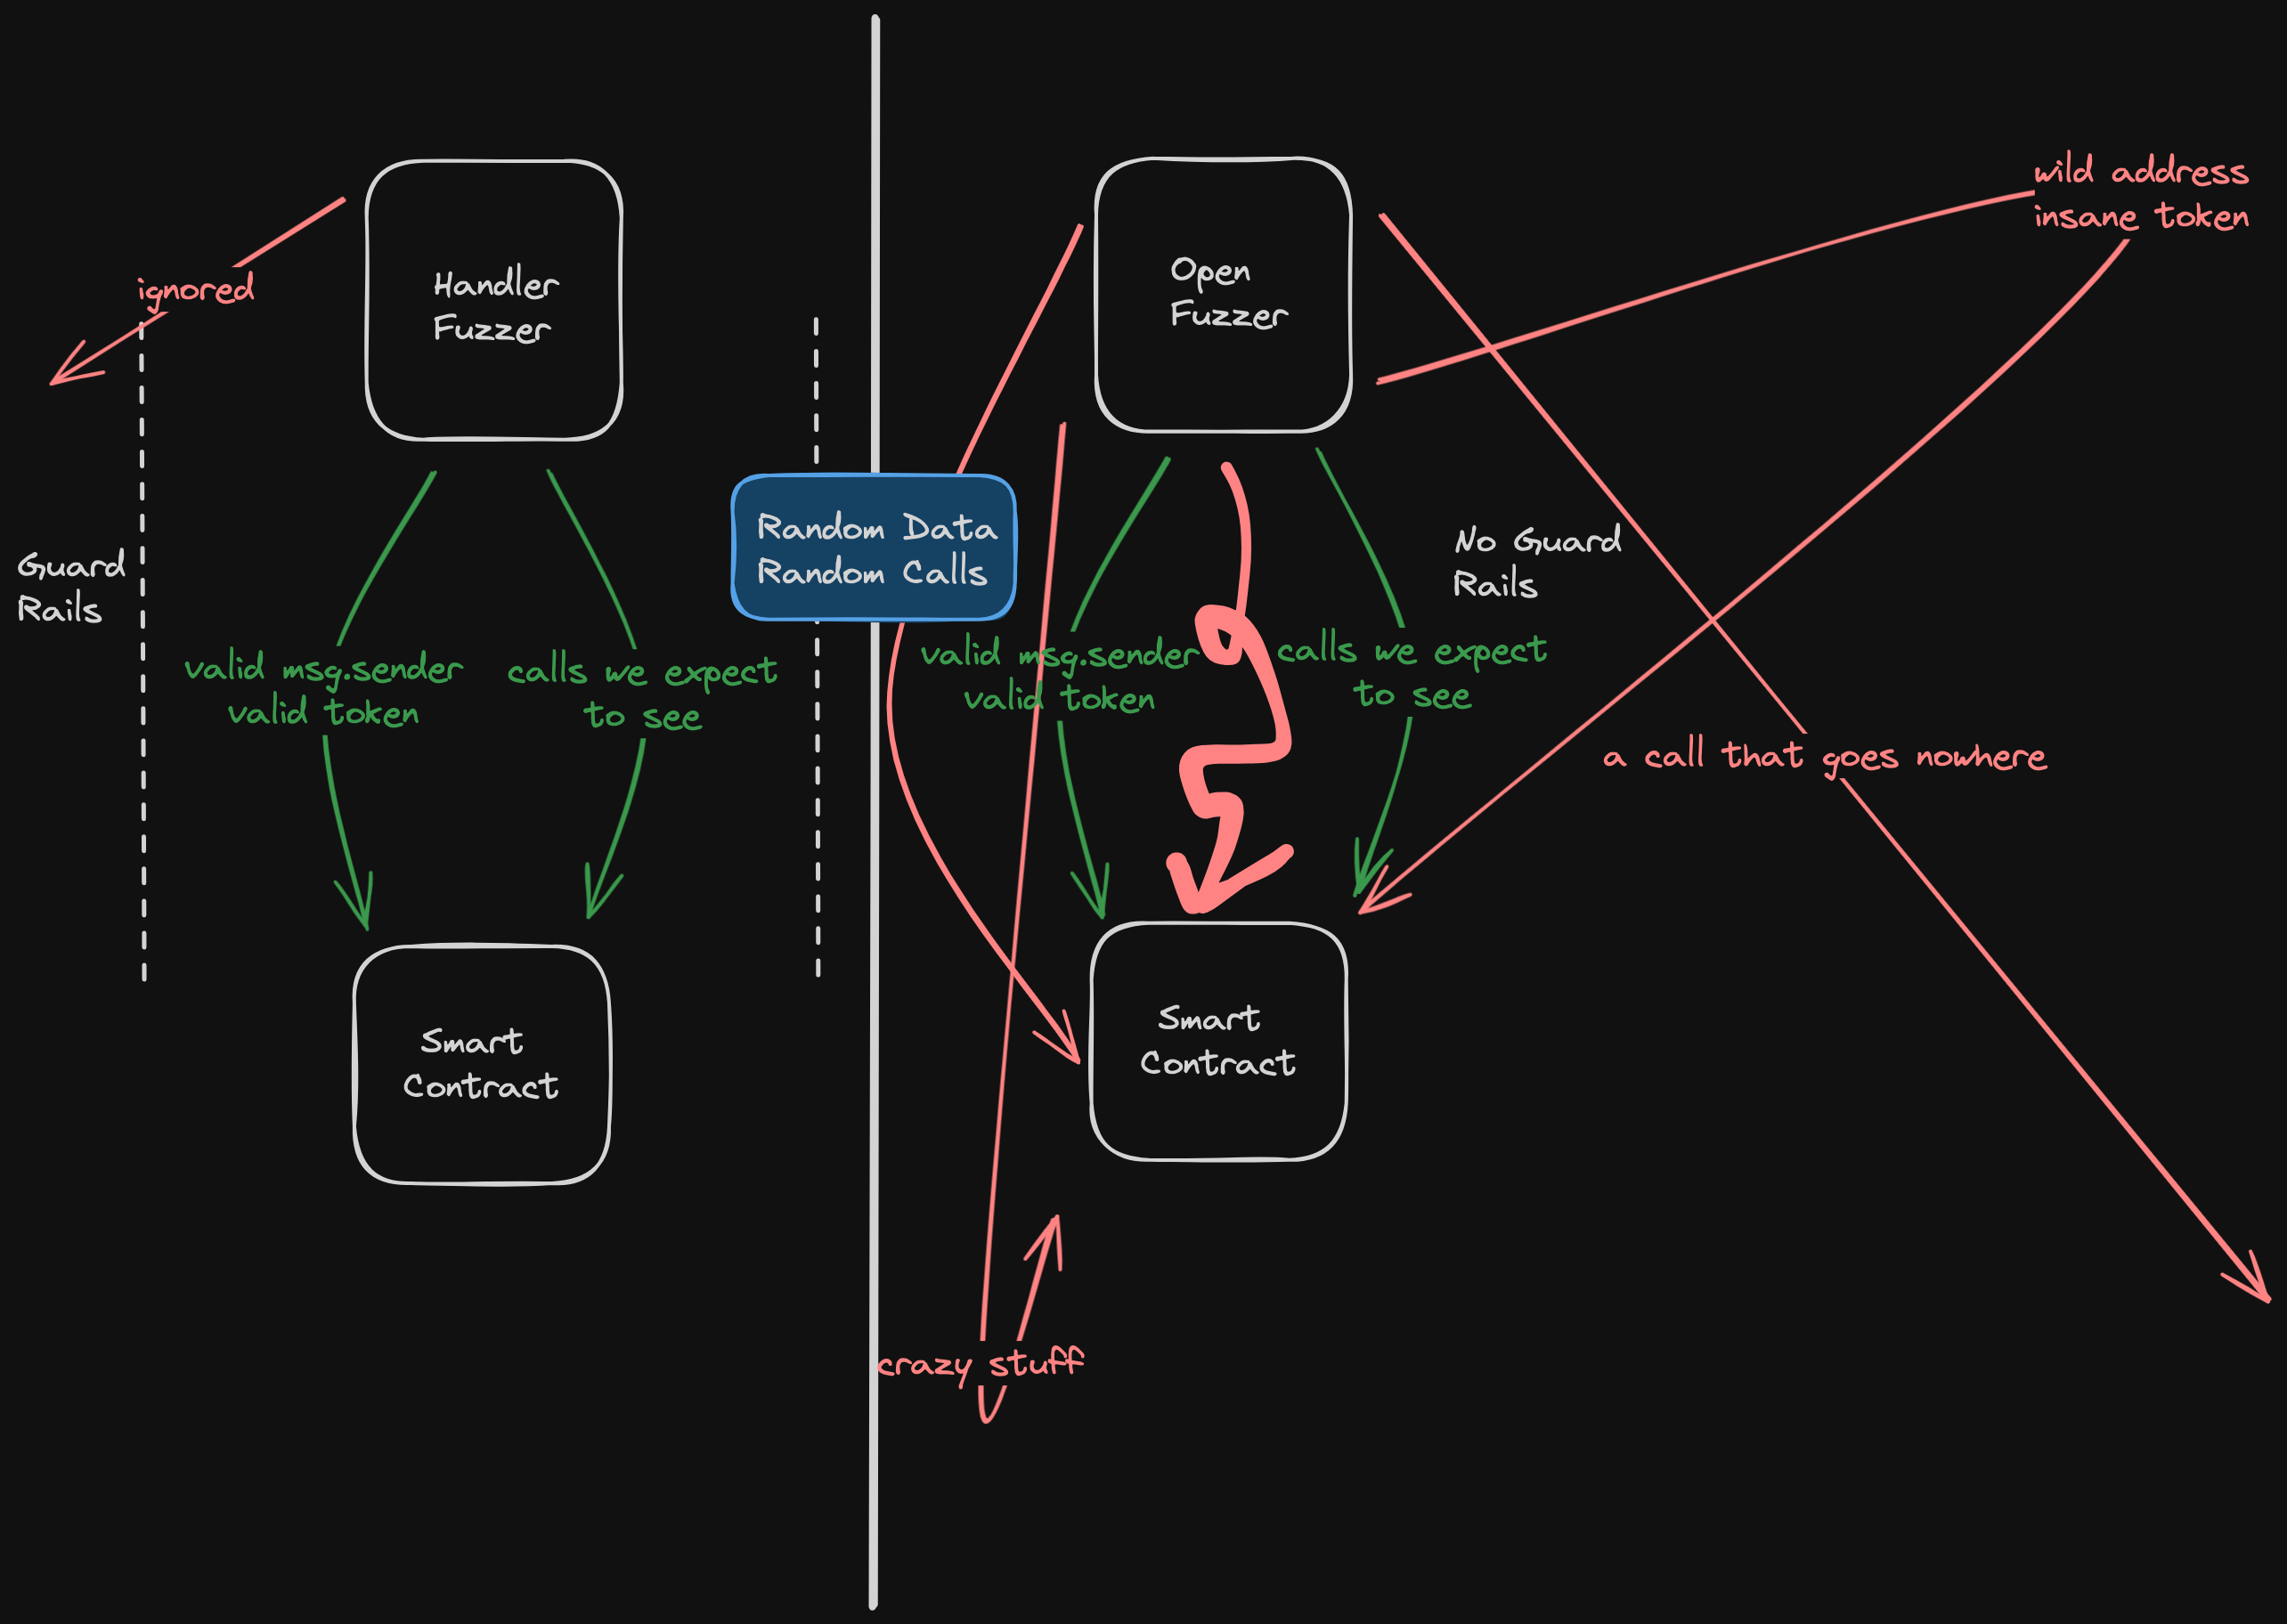 ignored
Handler
Fuzzer
Guard
Rails
valid msg.sender
valid token
calls we expect
to see
Smart
Contract
Random Data
Random Calls
Open
Fuzzer
No Guard
Rails
wild address
insane token
valid msg.sender
valid token
calls we expect
to see
a call that goes nowhere
Smart
Contract
crazy stuff